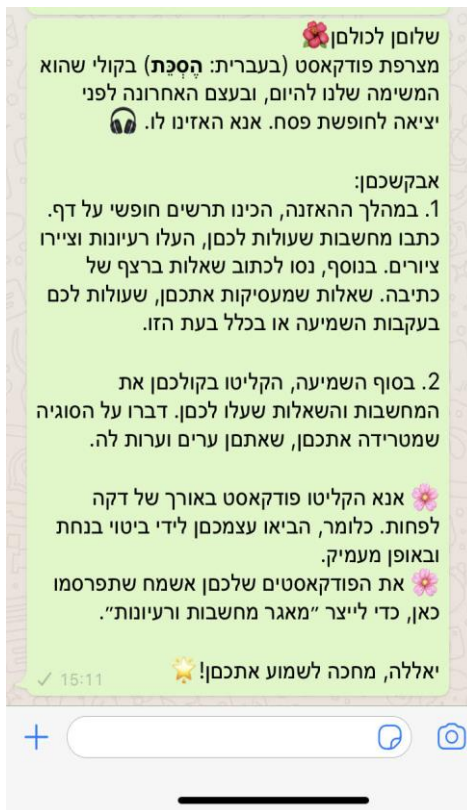 שלוםן לכולםן🌺
מצרפת פודקאסט (בעברית: הֶסְכֵּת) בקולי שהוא
המשימה שלנו להיום, ובעצם האחרונה לפני
יציאה לחופשת פסח. אנא האזינו לו. 🎧
אבקשכםן:
1. במהלך ההאזנה, הכינו תרשים חופשי על דף.
כתבו מחשבות שעולות לכםן, העלו רעיונות וציירו
ציורים. בנוסף, נסו לכתוב שאלות ברצף של
כתיבה. שאלות שמעסיקות אתכםן, שעולות לכם
בעקבות השמיעה או בכלל בעת הזו.
2. בסוף השמיעה, הקליטו בקולכםן את
המחשבות והשאלות שעלו לכםן. דברו על הסוגיה
שמטרידה אתכםן, שאתםן ערים וערות לה.
🌸 אנא הקליטו פודקאסט באורך של דקה
לפחות. כלומר, הביאו עצמכםן לידי ביטוי בנחת
ובאופן מעמיק.
🌸 את הפודקאסטים שלכםן אשמח שתפרסמו
כאן, כדי לייצר ״מאגר מחשבות ורעיונות״.
יאללה, מחכה לשמוע אתכםן! 🌟
15:11 ✓